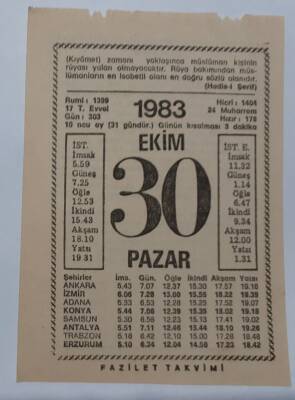 (Kıyâmet) zamanı yaklaşınca müslüman kişinin
rüyası yalan olmayacaktır. Rüya bakımından müs-
lümanların en isabetli olanı en doğru sözlü olanıdır.
(Hadis-i Şerif)
Rumi : 1399
17 T. Evvel
Gün : 303
1983
Hicri : 1404
24 Muharrem
Hızır : 178
10 ncu ay (31 gündür.) Günün kısalması 3 dakika
EKİM
30
PAZAR
İST.
İmsak
5.59
Güneş
7.25
Öğle
12.53
İkindi
15.43
Akşam
18.10
Yatsı
19 31
İST. E.
İmsak
11.32
Güneş
1.14
Öğle
6.47
İkindi
9.34
Akşam
12.00
Yatsı
1.31
Şehirler İms. Gün. Öğle İkindi Akşam Yatsı
ANKARA 5.43 7.07 12.37 15.30 17.57 19.16
İZMİR 6.06 7.28 13.00 15.55 18.22 19.39
ADANA 5.33 6.53 12.28 15.25 17.52 19.07
KONYA 5.44 7.06 12.39 15.35 18.02 19.18
SAMSUN 5.30 6.56 12.23 15.13 17.41 19.02
ANTALYA 5.51 7.11 12.46 15.44 18.10 19.26
TRABZON 5.16 6.42 12.10 15.00 17.28 18.48
ERZURUM 5.10 6.34 12.04 14.56 17.23 18.42
FAZİLET TAKVİMİ